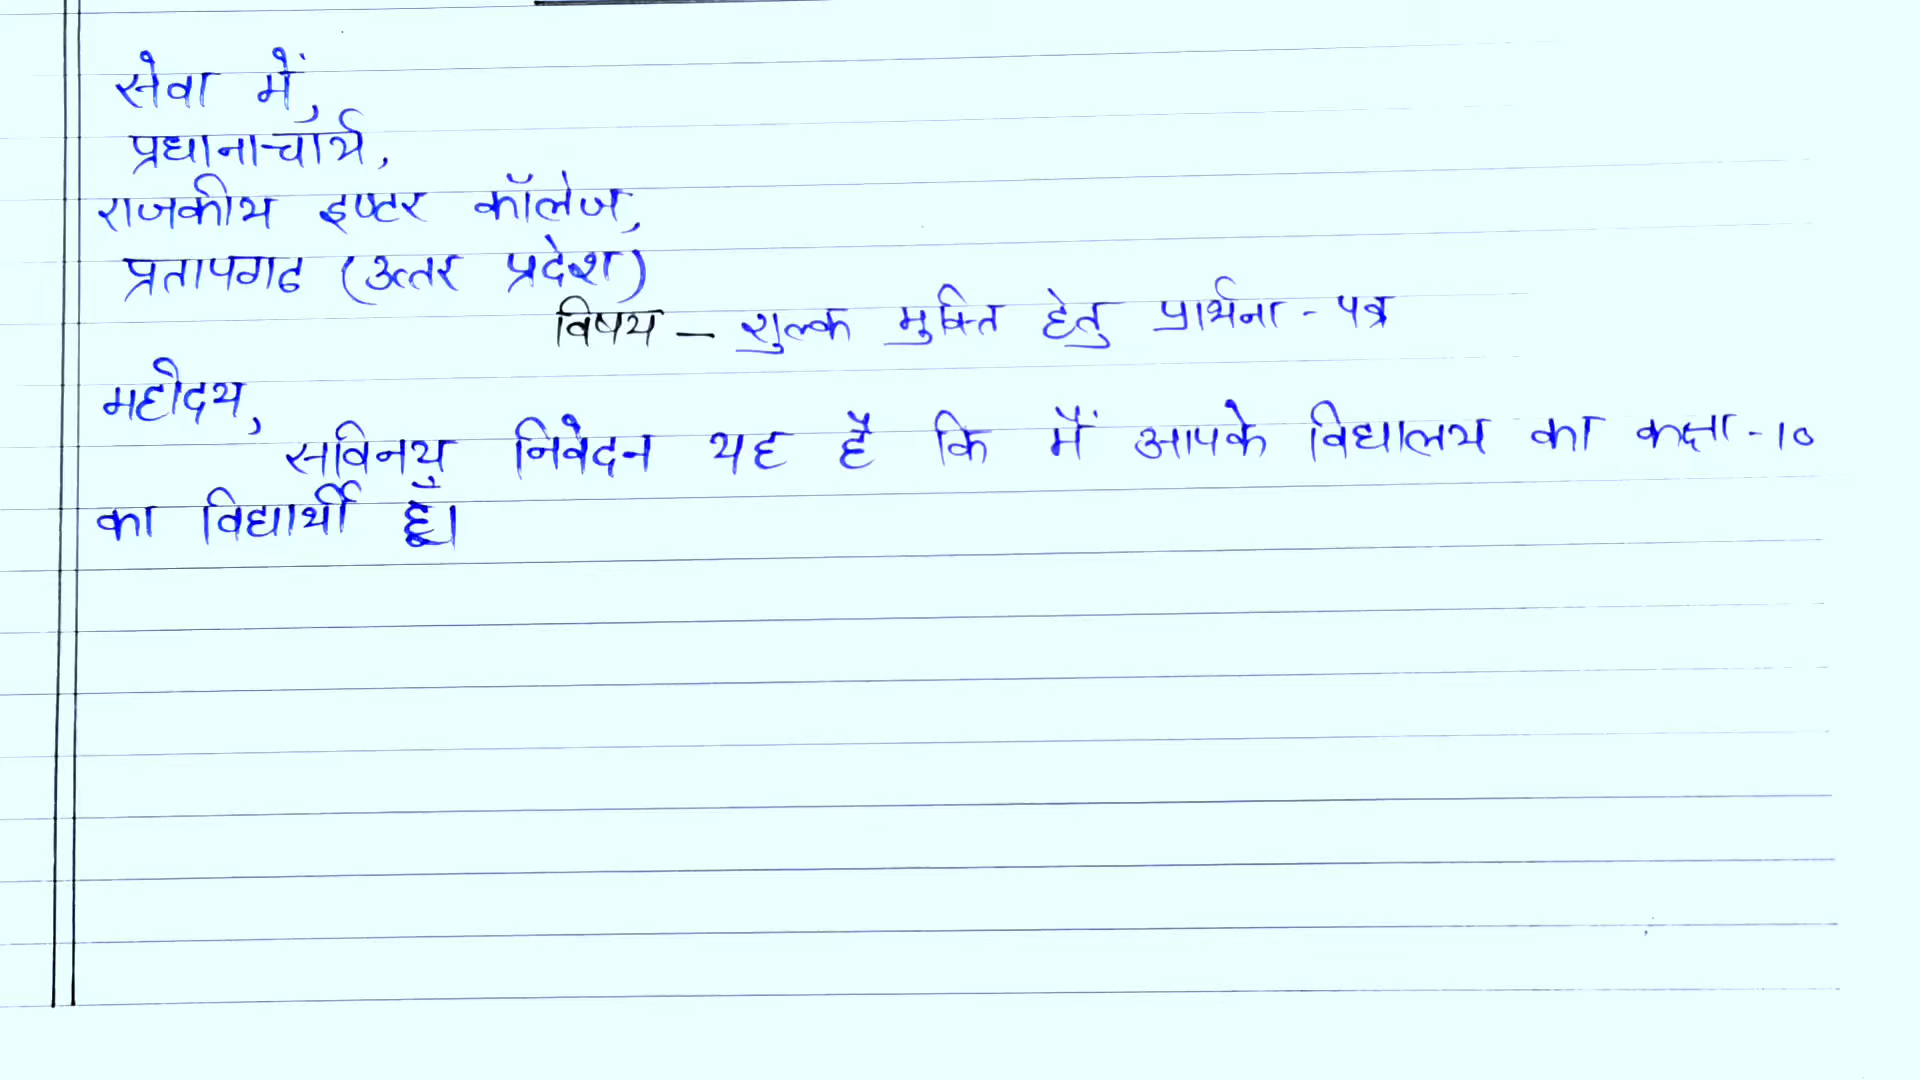 सेवा में,
प्रधानाचार्य,
राजकीय इण्टर कॉलेज,
प्रतापगढ (उत्तर प्रदेश)
विषय – शुल्क मुक्ति हेतु प्रार्थना - पत्र
महोदय,
सविनय निवेदन यह है कि मैं आपके विद्यालय का कक्षा - 10
का विद्यार्थी हूँ।